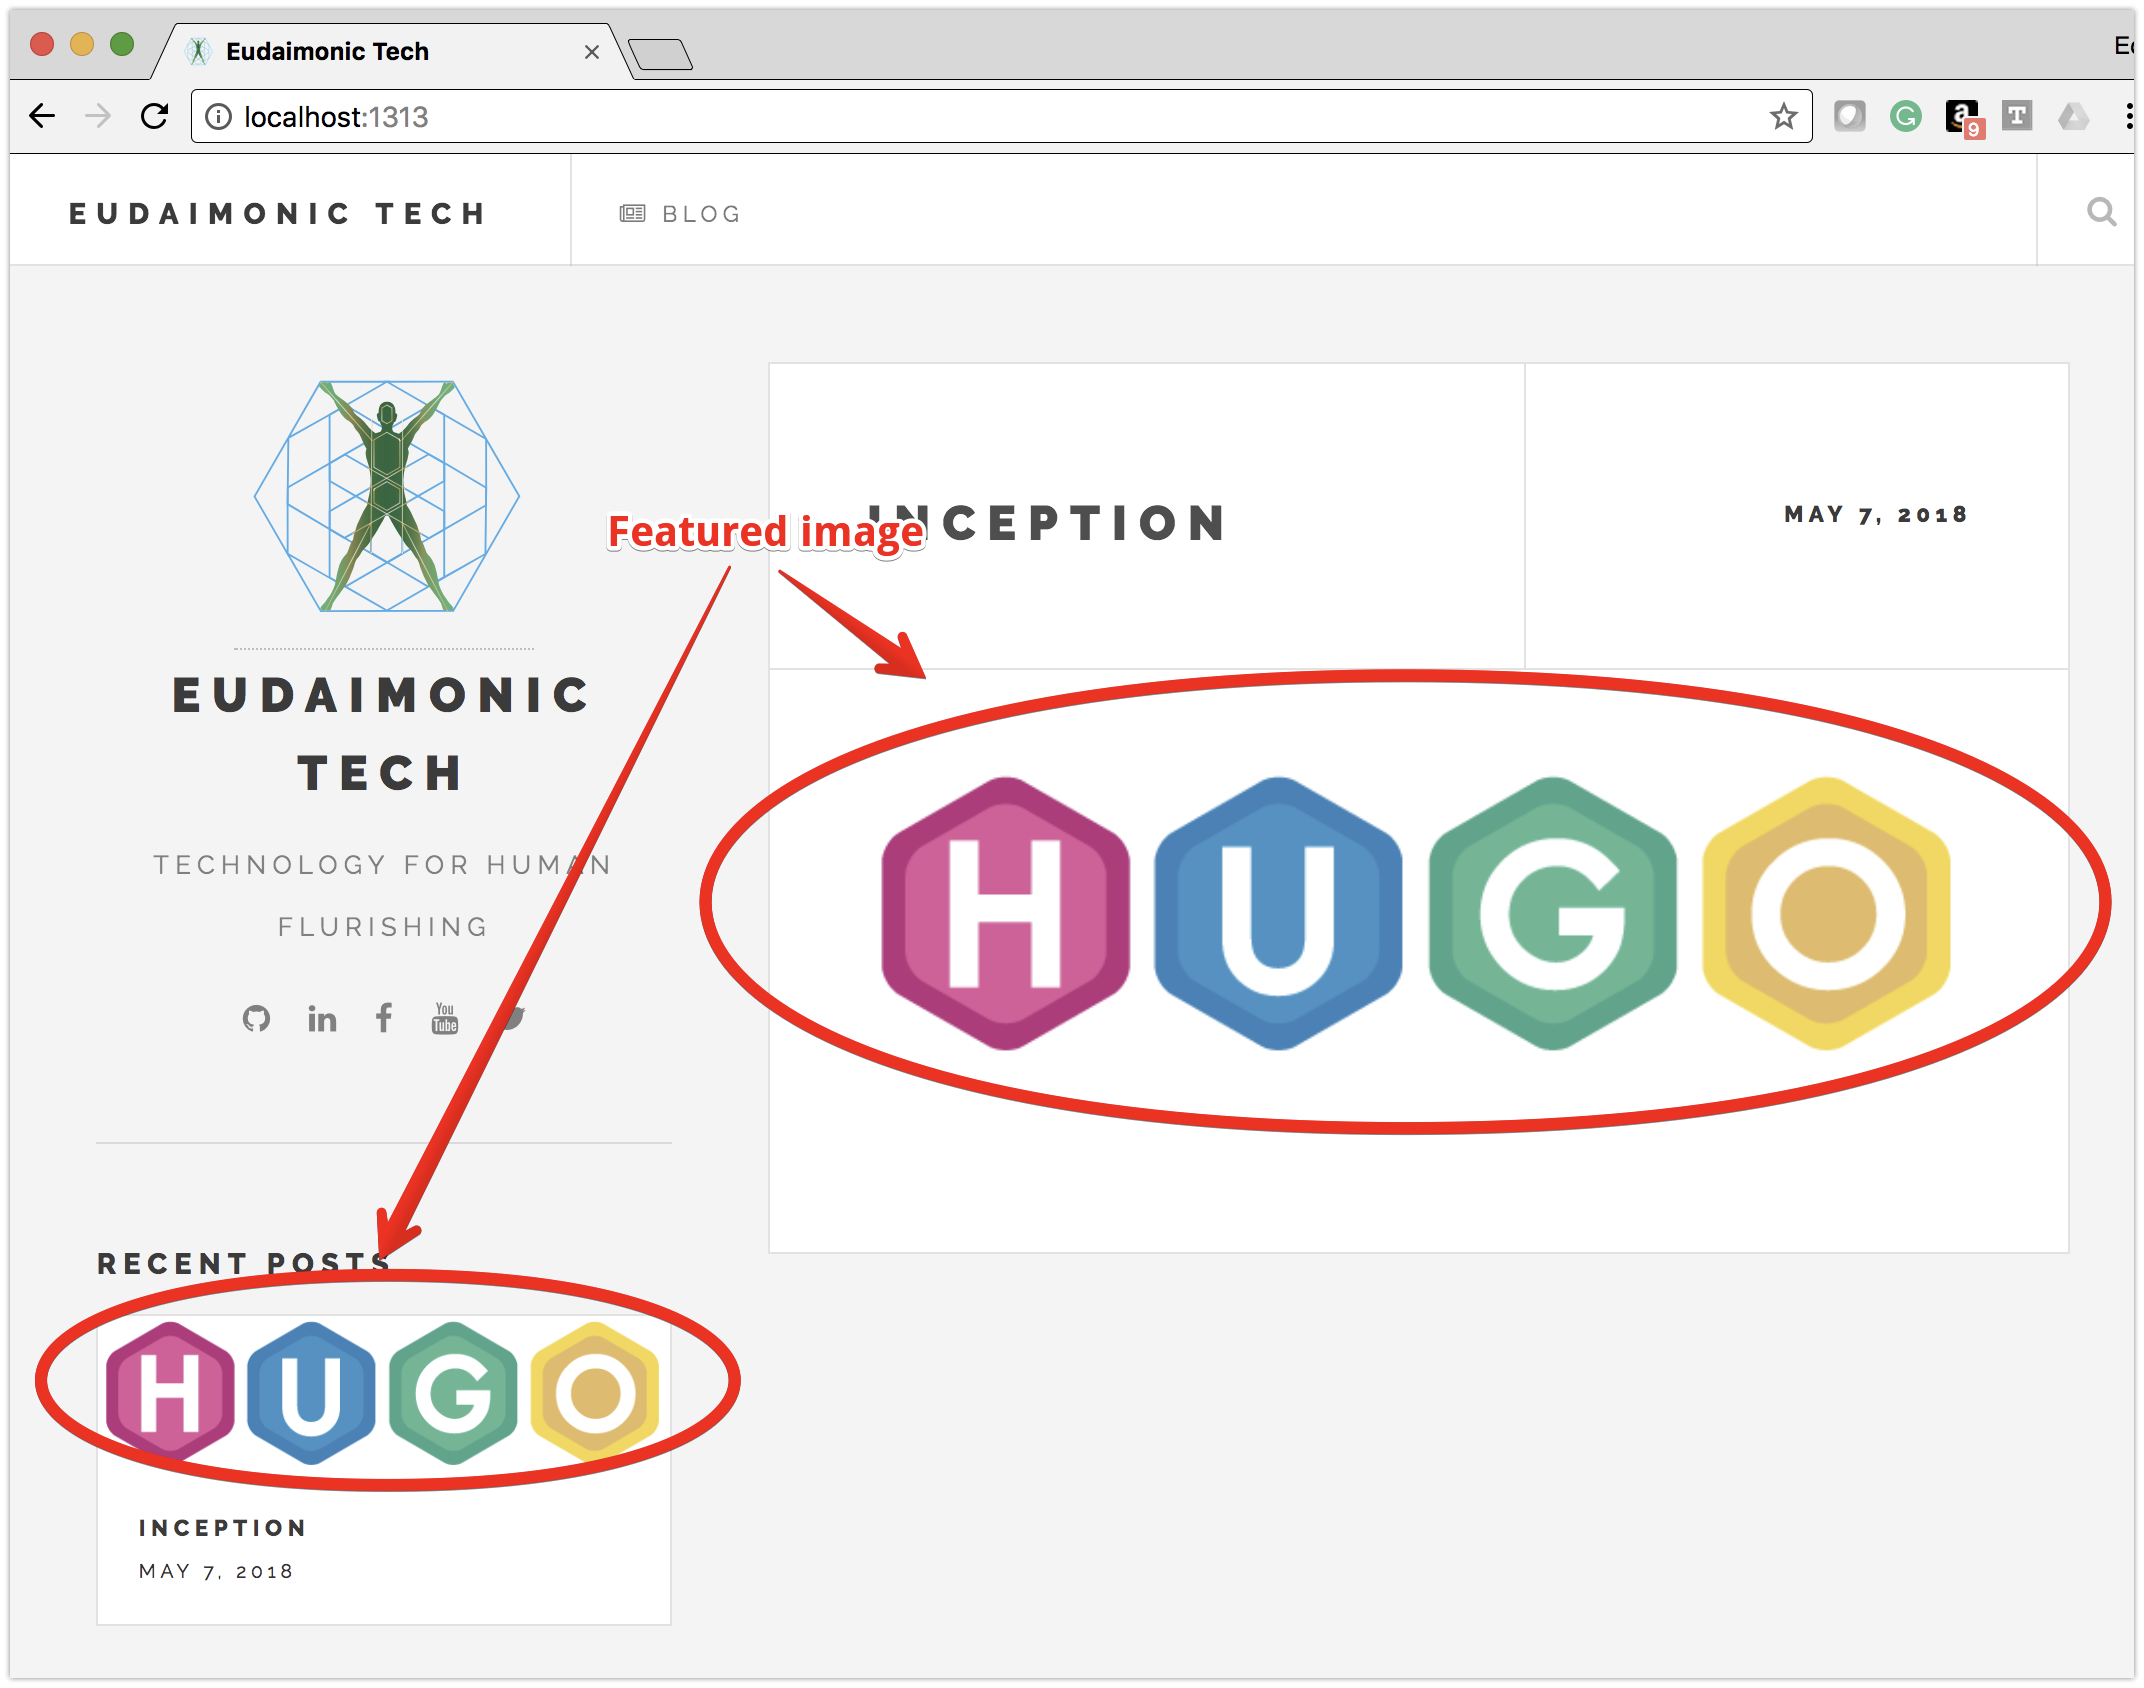 Eudaimonic Tech
localhost:1313
9
EUDAIMONIC TECH
BLOG
INCEPTION
MAY 7, 2018
Featured image
EUDAIMONIC
TECH
TECHNOLOGY FOR HUMAN
FLURISHING
You
Tube
HUGO
RECENT POSTS
HUGO
INCEPTION
MAY 7, 2018